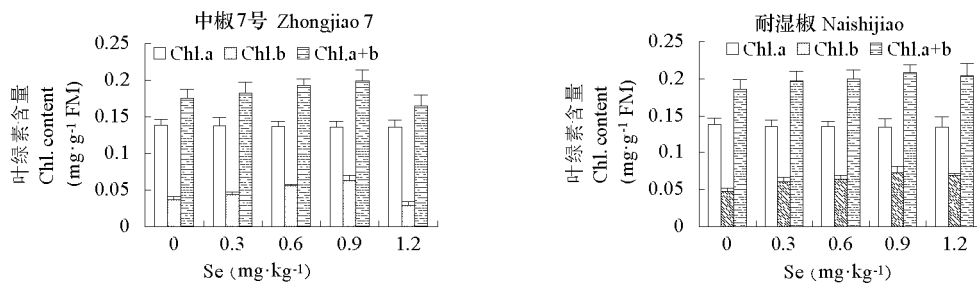 中椒7号 Zhongjiao 7
0.25
0.2
0.15
0.1
0.05
0
Chl.a Chl.b Chl.a+b
叶绿素含量
Chl. content
(mg·g-1 FM)
0 0.3 0.6 0.9 1.2
Se (mg·kg-1)
耐湿椒 Naishijiao
0.25
0.2
0.15
0.1
0.05
0
Chl.a Chl.b Chl.a+b
叶绿素含量
Chl. content
(mg·g-1 FM)
0 0.3 0.6 0.9 1.2
Se (mg·kg-1)